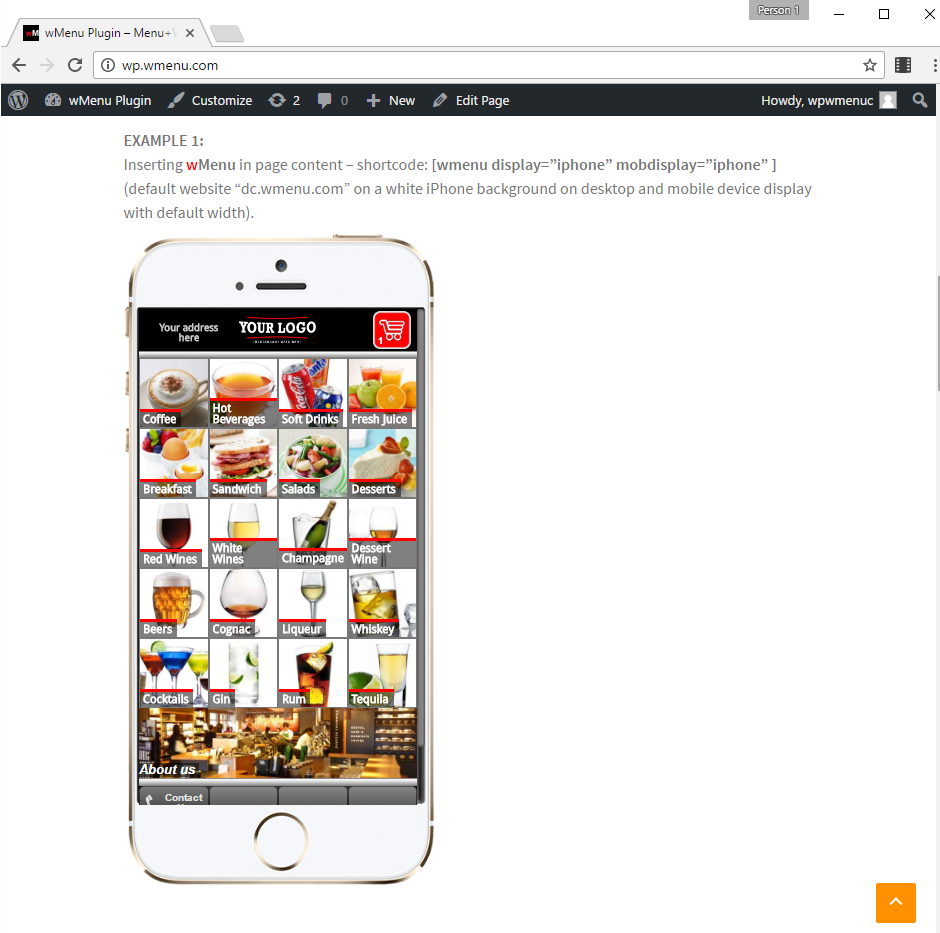 Person 1
wM wMenu Plugin – Menu+
wp.wmenu.com
wMenu Plugin Customize 2 0 New Edit Page Howdy, wpwmenuc
EXAMPLE 1:
Inserting wMenu in page content – shortcode: [wmenu display=”iphone” mobdisplay=”iphone” ]
(default website “dc.wmenu.com” on a white iPhone background on desktop and mobile device display
with default width).
Your address
here
YOUR LOGO
1
Coca-Cola
Fanta
Coffee
Hot
Beverages
Soft Drinks
Fresh Juice
Breakfast
Sandwich
Salads
Desserts
Red Wines
White
Wines
Champagne
Dessert
Wine
Beers
Cognac
Liqueur
Whiskey
Cocktails
Gin
Rum
Tequila
About us
Contact